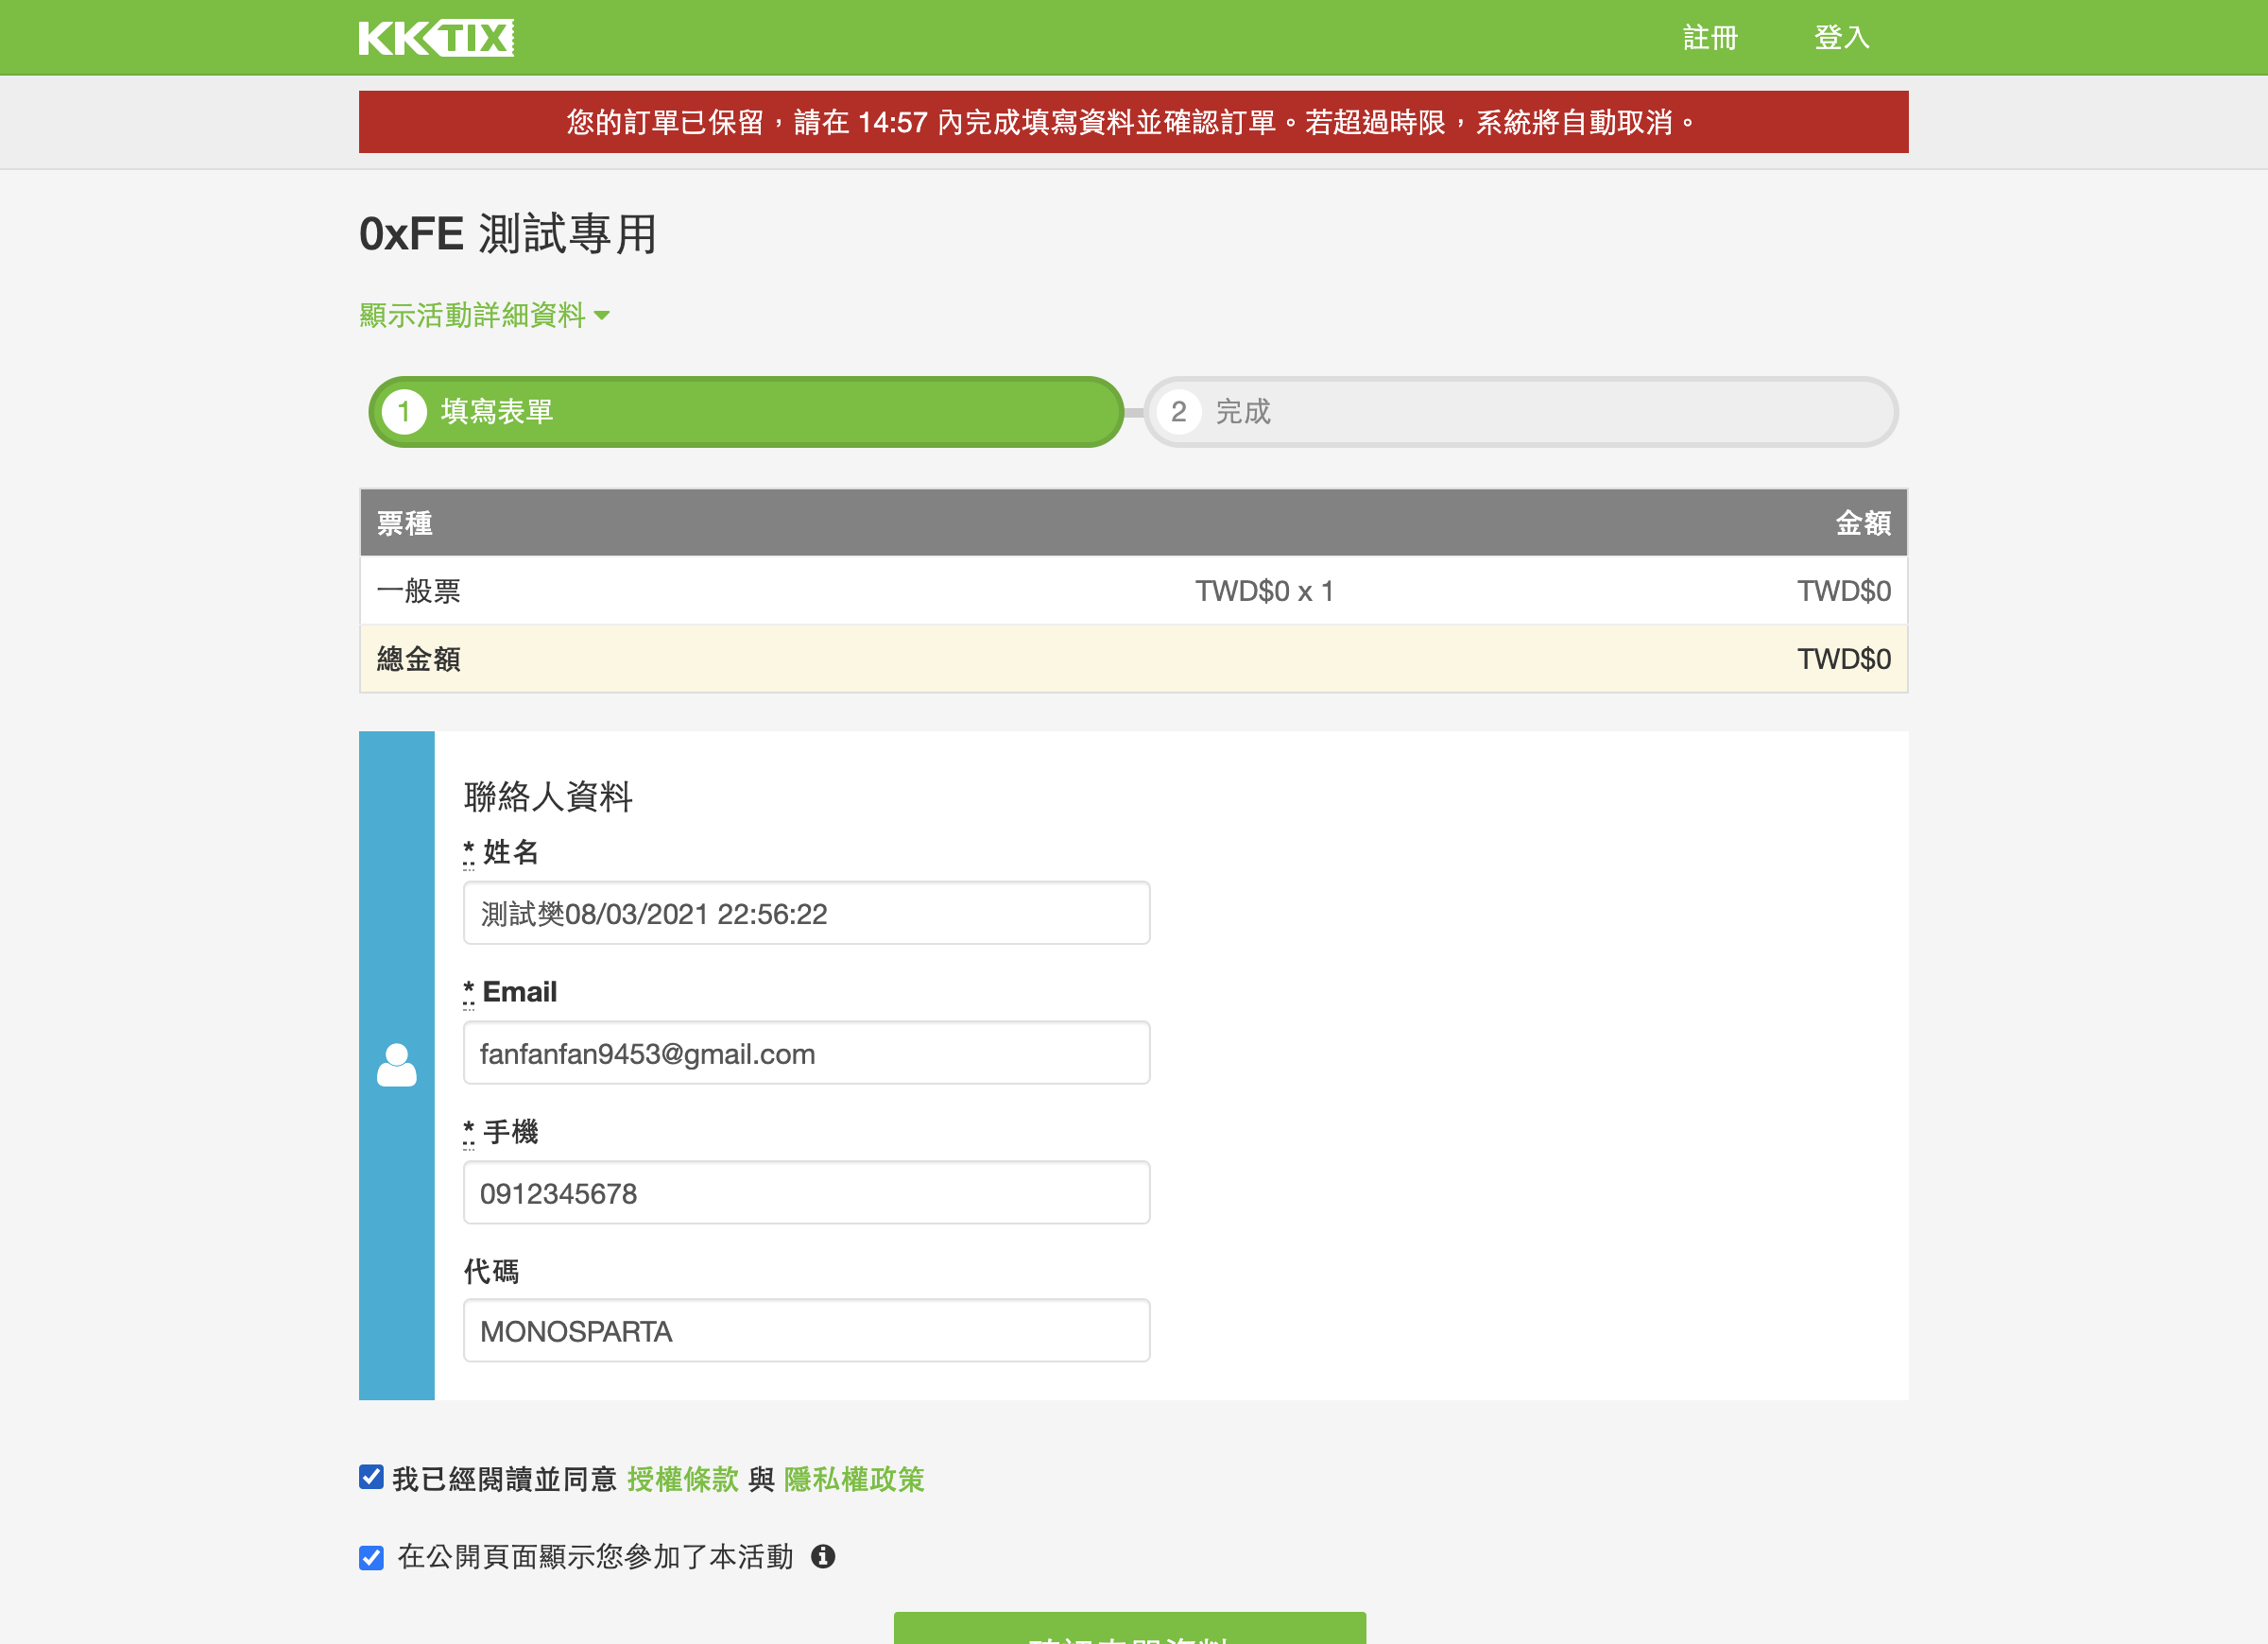 KKTIX
註冊 登入
您的訂單已保留，請在 14:57 內完成填寫資料並確認訂單。若超過時限，系統將自動取消。
0xFE 測試專用
顯示活動詳細資料
1 填寫表單
2 完成
票種 金額
一般票 TWD$0 x 1 TWD$0
總金額 TWD$0
聯絡人資料
* 姓名
測試樊08/03/2021 22:56:22
* Email
fanfanfan9453@gmail.com
* 手機
0912345678
代碼
MONOSPARTA
我已經閱讀並同意 授權條款 與 隱私權政策
在公開頁面顯示您參加了本活動